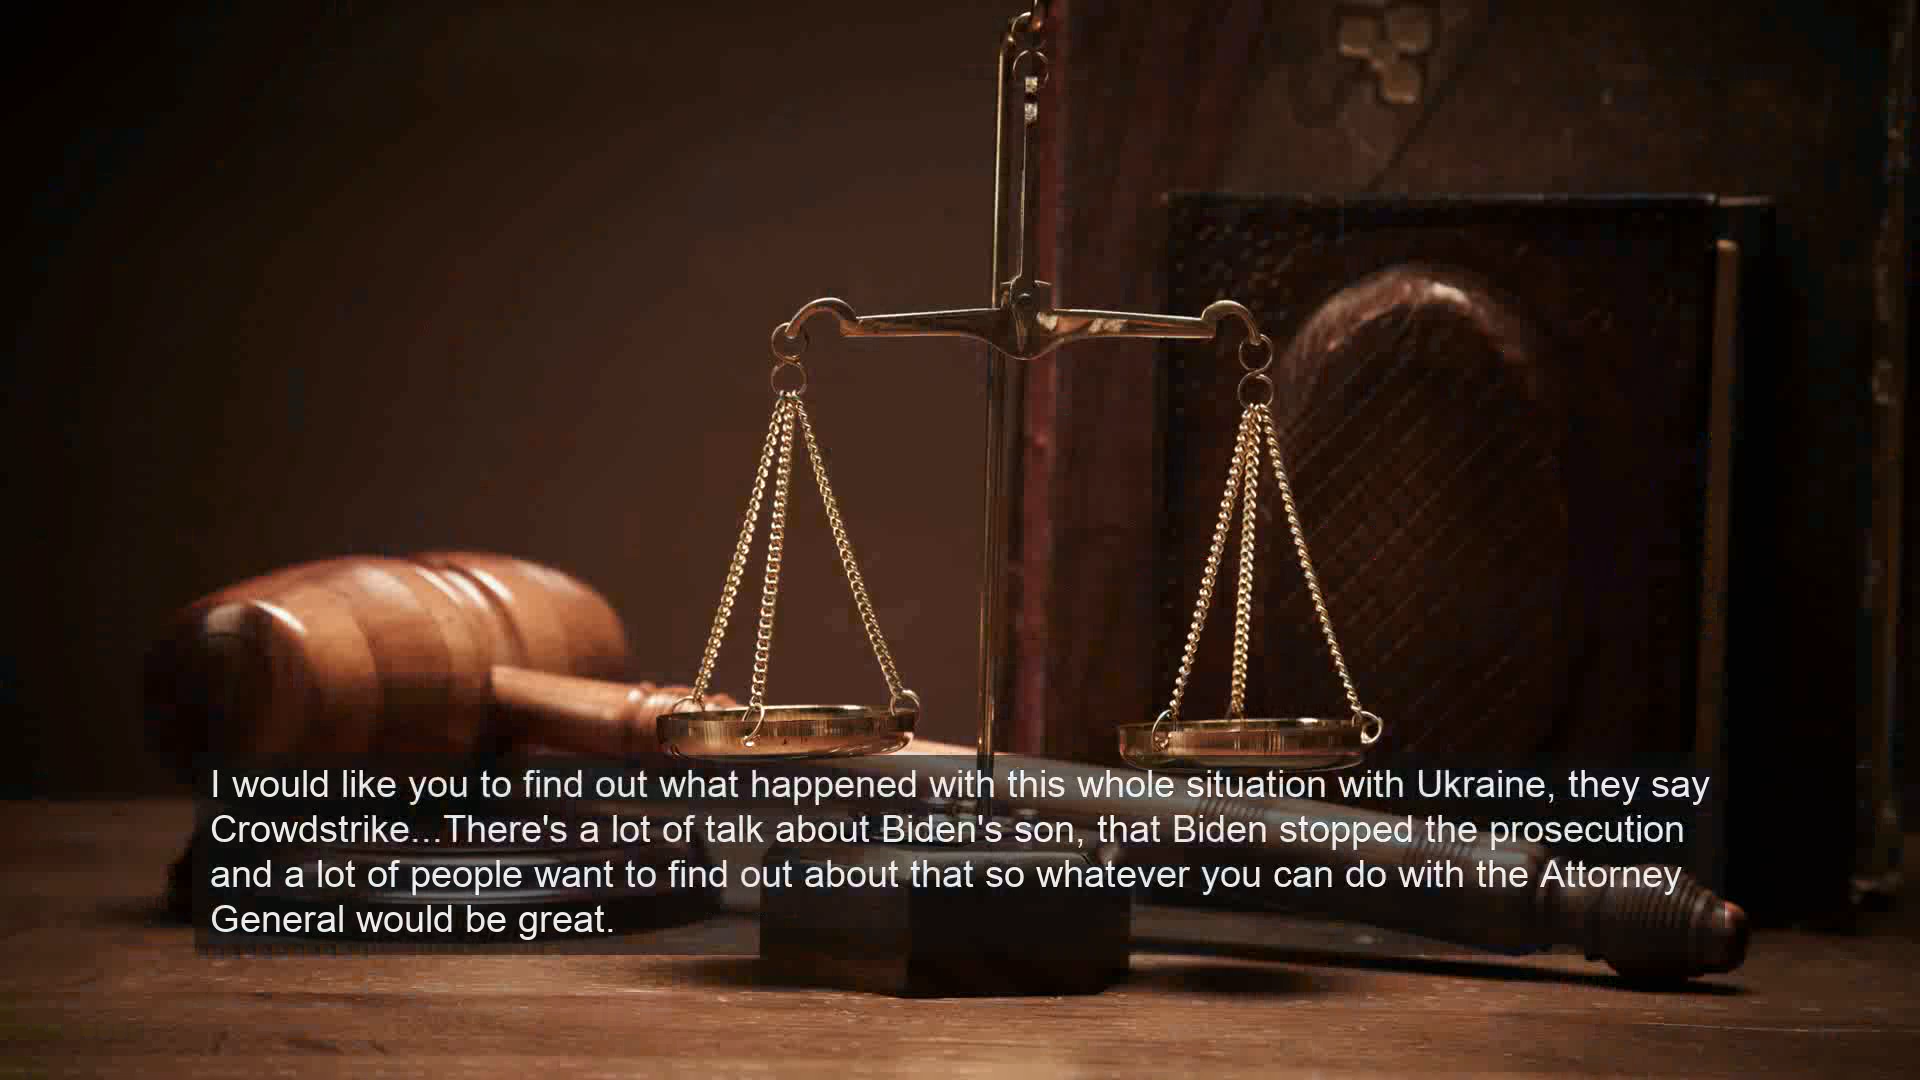 I would like you to find out what happened with this whole situation with Ukraine, they say
Crowdstrike...There's a lot of talk about Biden's son, that Biden stopped the prosecution
and a lot of people want to find out about that so whatever you can do with the Attorney
General would be great.